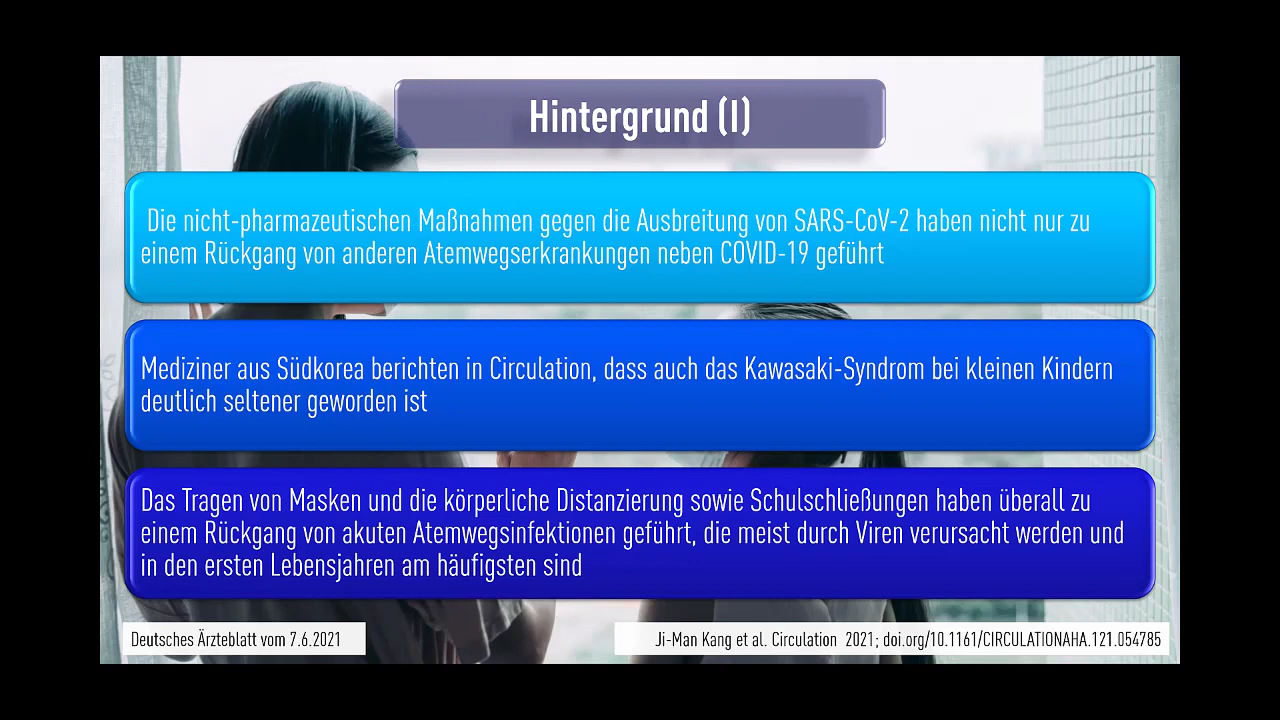 Hintergrund (I)
Die nicht-pharmazeutischen Maßnahmen gegen die Ausbreitung von SARS-CoV-2 haben nicht nur zu
einem Rückgang von anderen Atemwegserkrankungen neben COVID-19 geführt
Mediziner aus Südkorea berichten in Circulation, dass auch das Kawasaki-Syndrom bei kleinen Kindern
deutlich seltener geworden ist
Das Tragen von Masken und die körperliche Distanzierung sowie Schulschließungen haben überall zu
einem Rückgang von akuten Atemwegsinfektionen geführt, die meist durch Viren verursacht werden und
in den ersten Lebensjahren am häufigsten sind
Deutsches Ärzteblatt vom 7.6.2021
Ji-Man Kang et al. Circulation 2021; doi.org/10.1161/CIRCULATIONAHA.121.054785